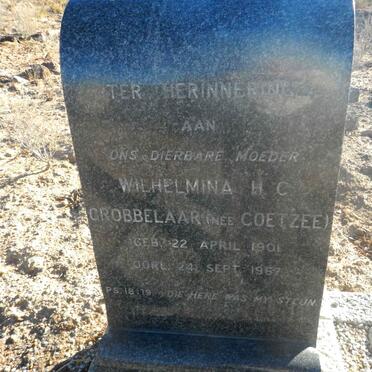 TER HERINNERING
AAN
ONS DIERBARE MOEDER
WILHELMINA H. C.
GROBBELAAR (NEE COETZEE)
GEB. 22 APRIL 1901
OORL. 24 SEPT. 1967
PS. 18:19 DIE HERE WAS MY STEUN